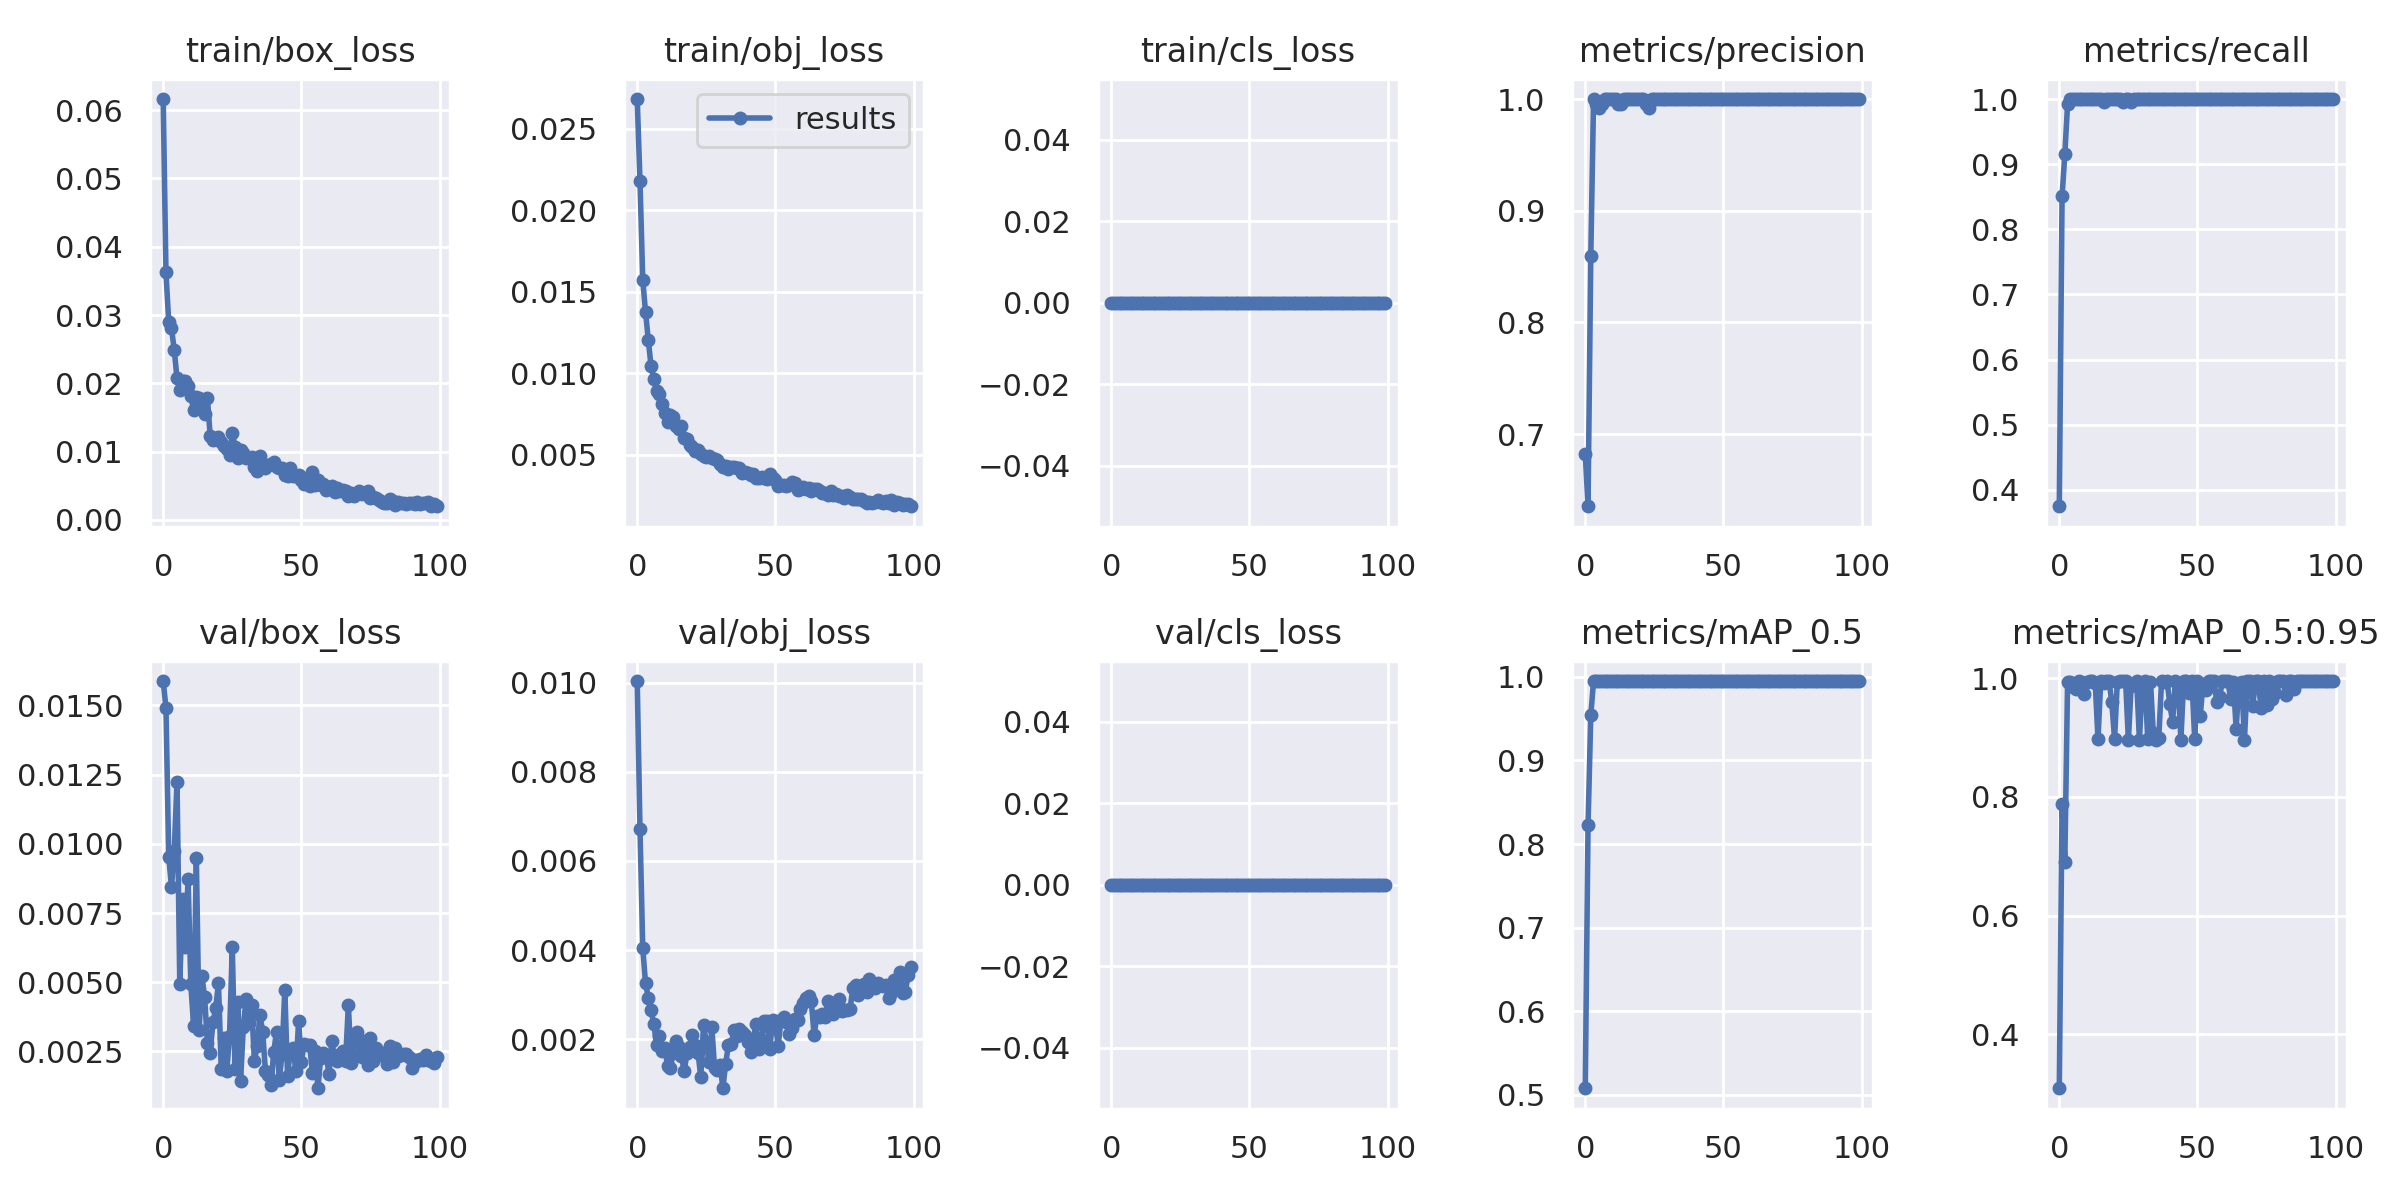 train/box_loss
train/obj_loss
train/cls_loss
metrics/precision
metrics/recall
0.06
0.05
0.04
0.03
0.02
0.01
0.00
0 50 100
results
0.025
0.020
0.015
0.010
0.005
0 50 100
0.04
0.02
0.00
−0.02
−0.04
0 50 100
1.0
0.9
0.8
0.7
0 50 100
1.0
0.9
0.8
0.7
0.6
0.5
0.4
0 50 100
val/box_loss
val/obj_loss
val/cls_loss
metrics/mAP_0.5
metrics/mAP_0.5:0.95
0.0150
0.0125
0.0100
0.0075
0.0050
0.0025
0 50 100
0.010
0.008
0.006
0.004
0.002
0 50 100
0.04
0.02
0.00
−0.02
−0.04
0 50 100
1.0
0.9
0.8
0.7
0.6
0.5
0 50 100
1.0
0.8
0.6
0.4
0 50 100